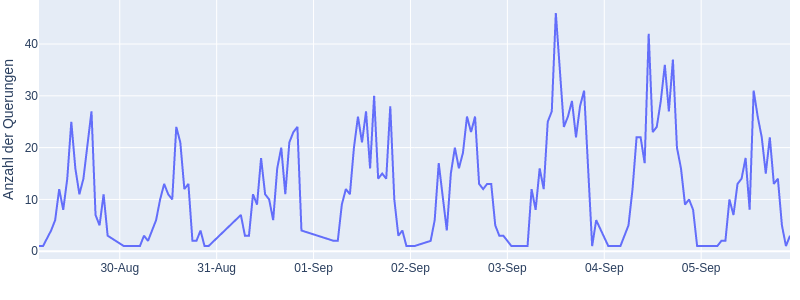 Anzahl der Querungen
40
30
20
10
0
30-Aug
31-Aug
01-Sep
02-Sep
03-Sep
04-Sep
05-Sep